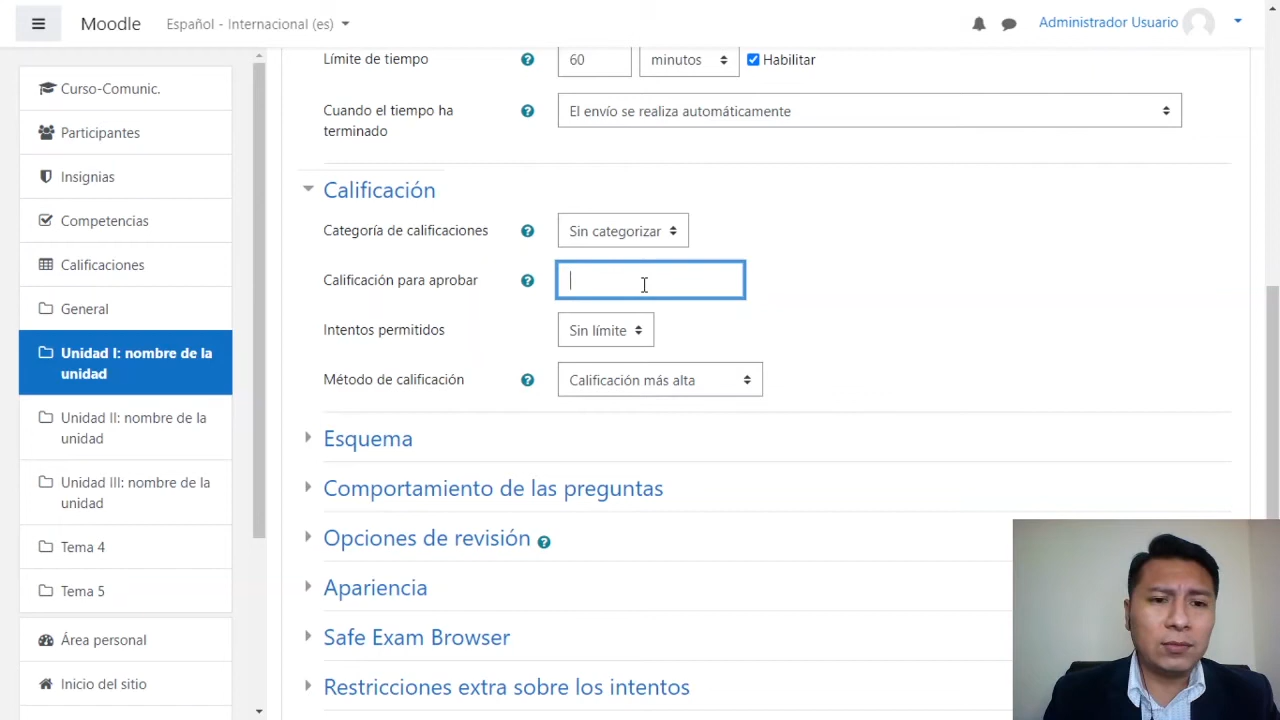 Moodle
Español - Internacional (es)
Administrador Usuario
Curso-Comunic.
Participantes
Insignias
Competencias
Calificaciones
General
Unidad I: nombre de la
unidad
Unidad II: nombre de la
unidad
Unidad III: nombre de la
unidad
Tema 4
Tema 5
Área personal
Inicio del sitio
Límite de tiempo
?
60
minutos
Habilitar
Cuando el tiempo ha
terminado
?
El envío se realiza automáticamente
Calificación
Categoría de calificaciones
?
Sin categorizar
Calificación para aprobar
?
Intentos permitidos
Sin límite
Método de calificación
?
Calificación más alta
Esquema
Comportamiento de las preguntas
Opciones de revisión
?
Apariencia
Safe Exam Browser
Restricciones extra sobre los intentos